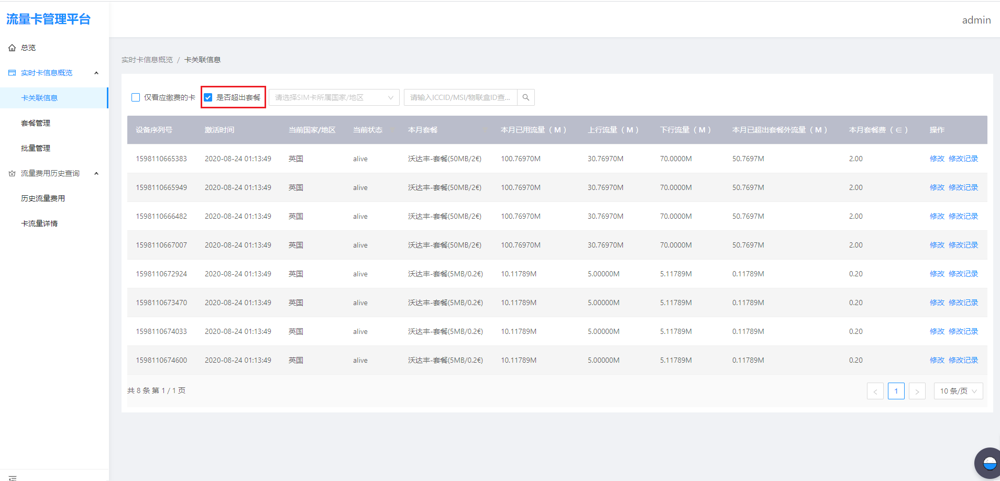 流量卡管理平台
admin
总览
实时卡信息概览
卡关联信息
套餐管理
批量管理
流量费用历史查询
历史流量费用
卡流量详情
实时卡信息概览 / 卡关联信息
仅看应缴费的卡 是否超出套餐 请选择SIM卡所属国家/地区 请输入ICCID/MSI/物联盒ID查...
设备序列号 激活时间 当前国家/地区 当前状态 本月套餐 本月已用流量（M） 上行流量（M） 下行流量（M） 本月已超出套餐外流量（M） 本月套餐费（∈） 操作
1598110665383 2020-08-24 01:13:49 英国 alive 沃达丰-套餐(50MB/2€) 100.76970M 30.76970M 70.0000M 50.7697M 2.00 修改 修改记录
1598110665949 2020-08-24 01:13:49 英国 alive 沃达丰-套餐(50MB/2€) 100.76970M 30.76970M 70.0000M 50.7697M 2.00 修改 修改记录
1598110666482 2020-08-24 01:13:49 英国 alive 沃达丰-套餐(50MB/2€) 100.76970M 30.76970M 70.0000M 50.7697M 2.00 修改 修改记录
1598110667007 2020-08-24 01:13:49 英国 alive 沃达丰-套餐(50MB/2€) 100.76970M 30.76970M 70.0000M 50.7697M 2.00 修改 修改记录
1598110672924 2020-08-24 01:13:49 英国 alive 沃达丰-套餐(5MB/0.2€) 10.11789M 5.00000M 5.11789M 0.11789M 0.20 修改 修改记录
1598110673470 2020-08-24 01:13:49 英国 alive 沃达丰-套餐(5MB/0.2€) 10.11789M 5.00000M 5.11789M 0.11789M 0.20 修改 修改记录
1598110674033 2020-08-24 01:13:49 英国 alive 沃达丰-套餐(5MB/0.2€) 10.11789M 5.00000M 5.11789M 0.11789M 0.20 修改 修改记录
1598110674600 2020-08-24 01:13:49 英国 alive 沃达丰-套餐(5MB/0.2€) 10.11789M 5.00000M 5.11789M 0.11789M 0.20 修改 修改记录
共 8 条 第 1 / 1 页 < 1 > 10 条/页